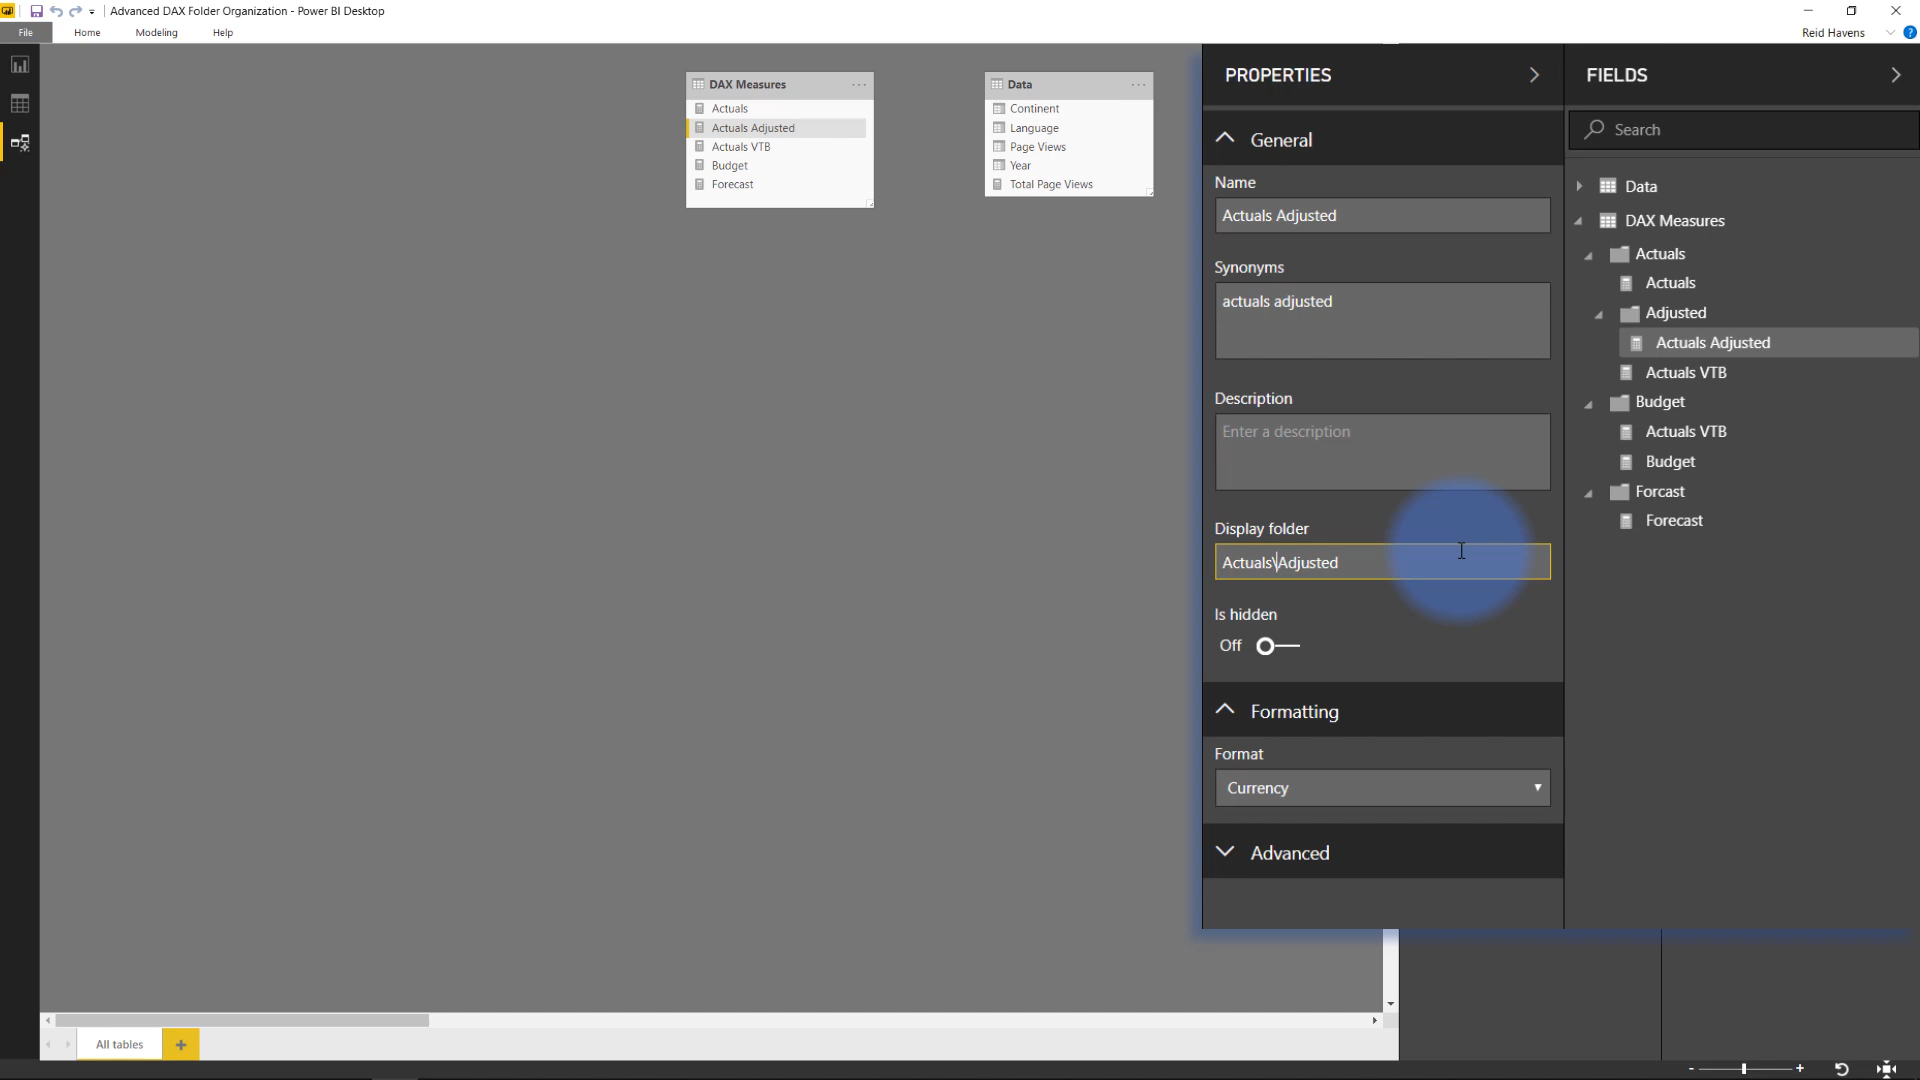 Advanced DAX Folder Organization - Power BI Desktop
File Home Modeling Help
Reid Havens
DAX Measures
Actuals
Actuals Adjusted
Actuals VTB
Budget
Forecast
Data
Continent
Language
Page Views
Year
Total Page Views
PROPERTIES
General
Name
Actuals Adjusted
Synonyms
actuals adjusted
Description
Enter a description
Display folder
Actuals\Adjusted
Is hidden
Off
Formatting
Format
Currency
Advanced
FIELDS
Search
Data
DAX Measures
Actuals
Actuals
Adjusted
Actuals Adjusted
Actuals VTB
Budget
Actuals VTB
Budget
Forcast
Forecast
All tables